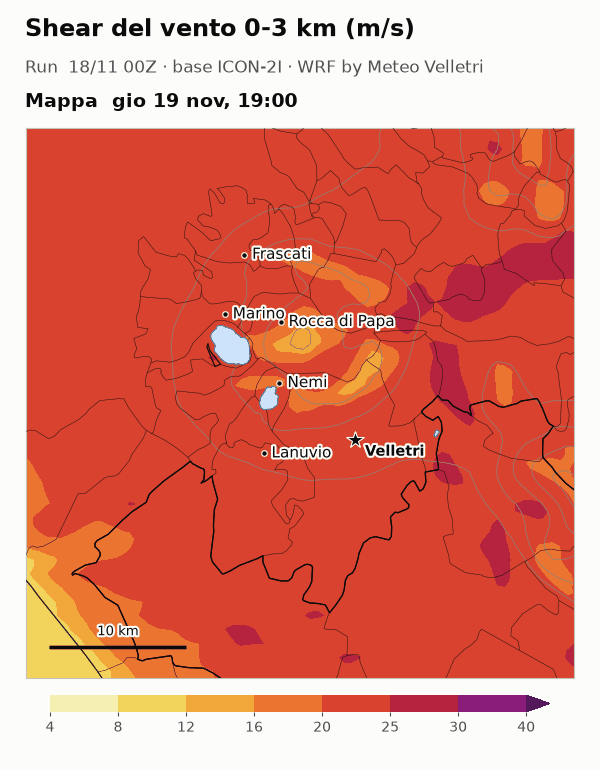 Shear del vento 0-3 km (m/s)
Run  18/11 00Z · base ICON-2I · WRF by Meteo Velletri
Mappa  gio 19 nov, 19:00
Frascati
Marino
Rocca di Papa
Nemi
Velletri
Lanuvio
10 km
4 8 12 16 20 25 30 40